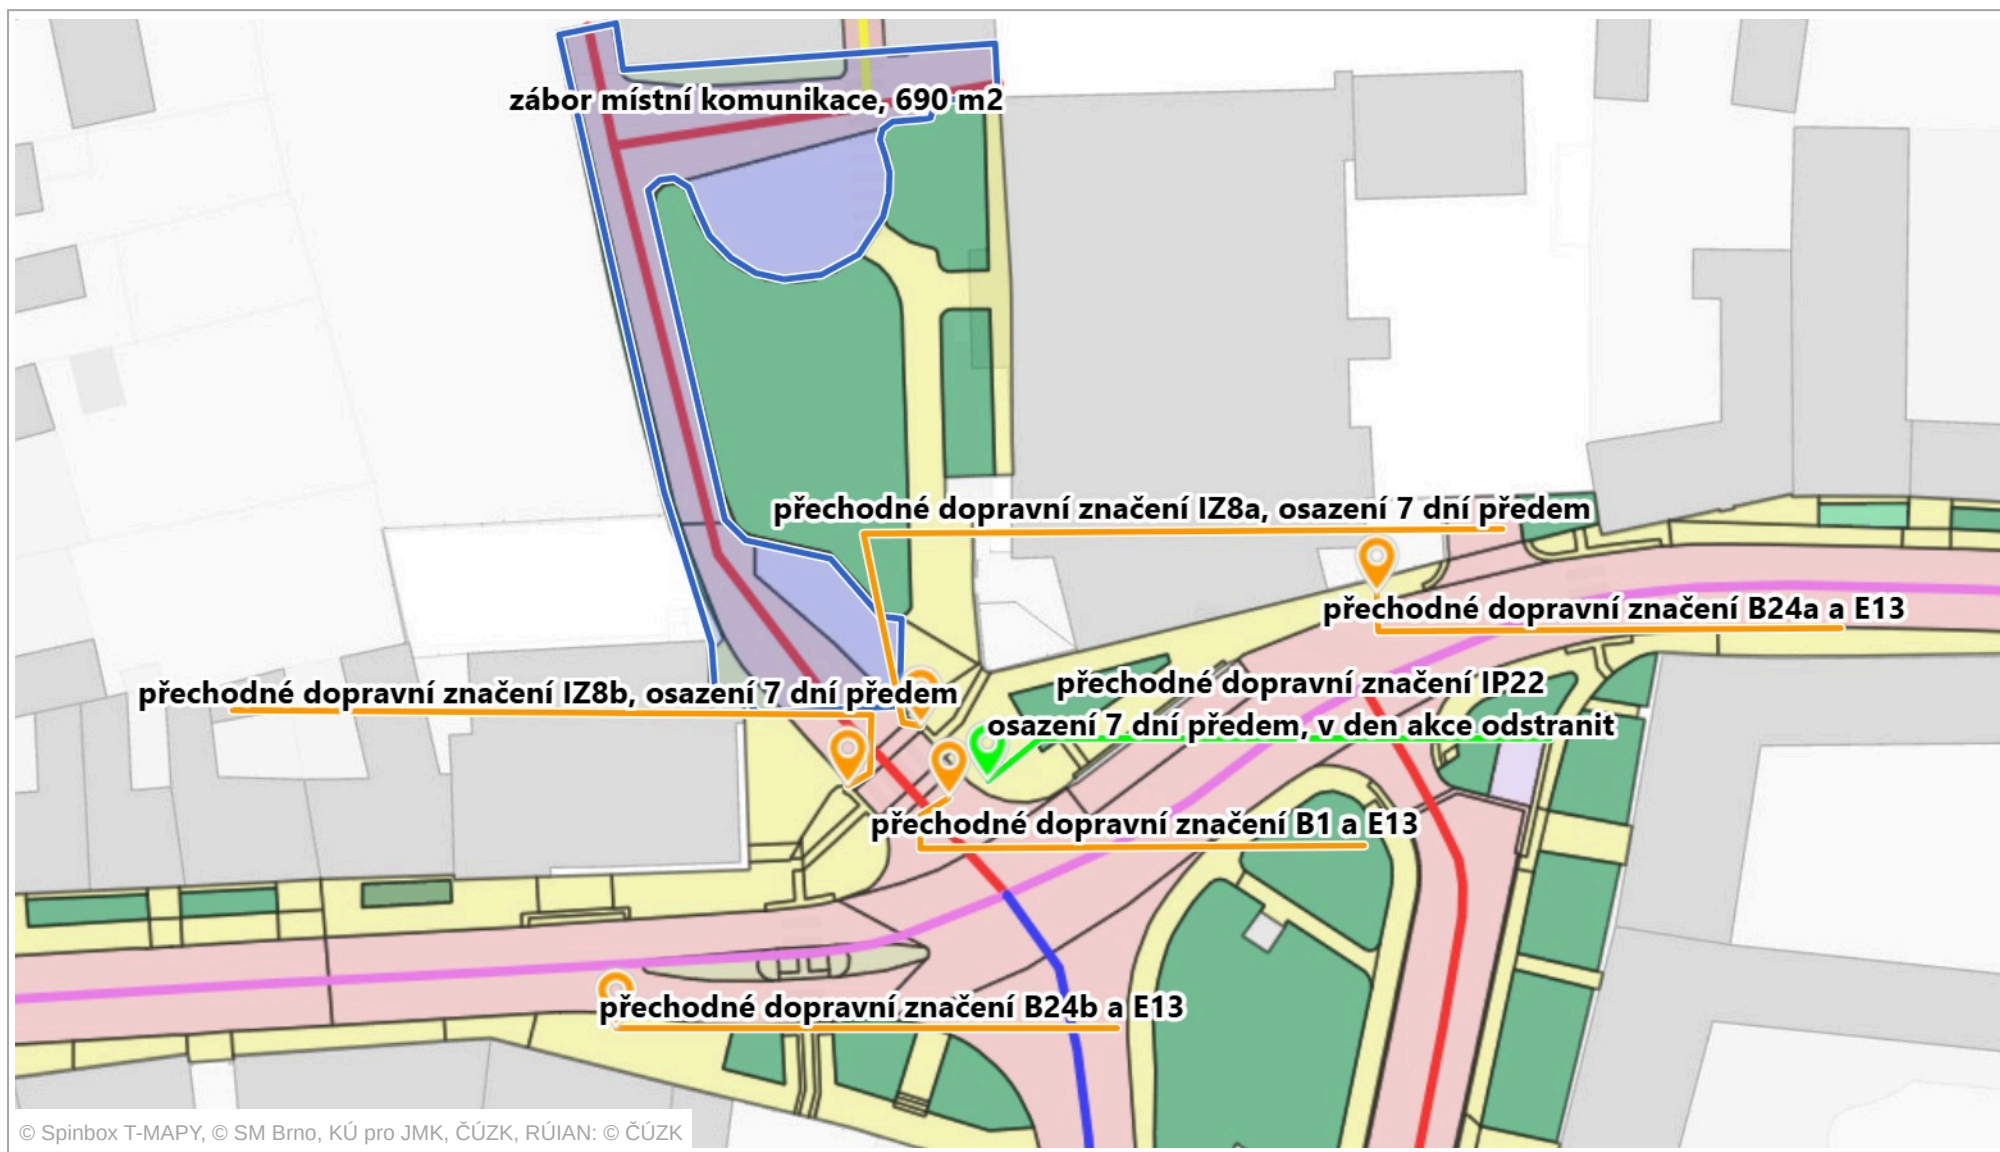 zábor místní komunikace, 690 m2
přechodné dopravní značení IZ8a, osazení 7 dní předem
přechodné dopravní značení B24a a E13
přechodné dopravní značení IZ8b, osazení 7 dní předem
přechodné dopravní značení IP22
osazení 7 dní předem, v den akce odstranit
přechodné dopravní značení B1 a E13
přechodné dopravní značení B24b a E13
© Spinbox T-MAPY, © SM Brno, KÚ pro JMK, ČÚZK, RÚIAN: © ČÚZK